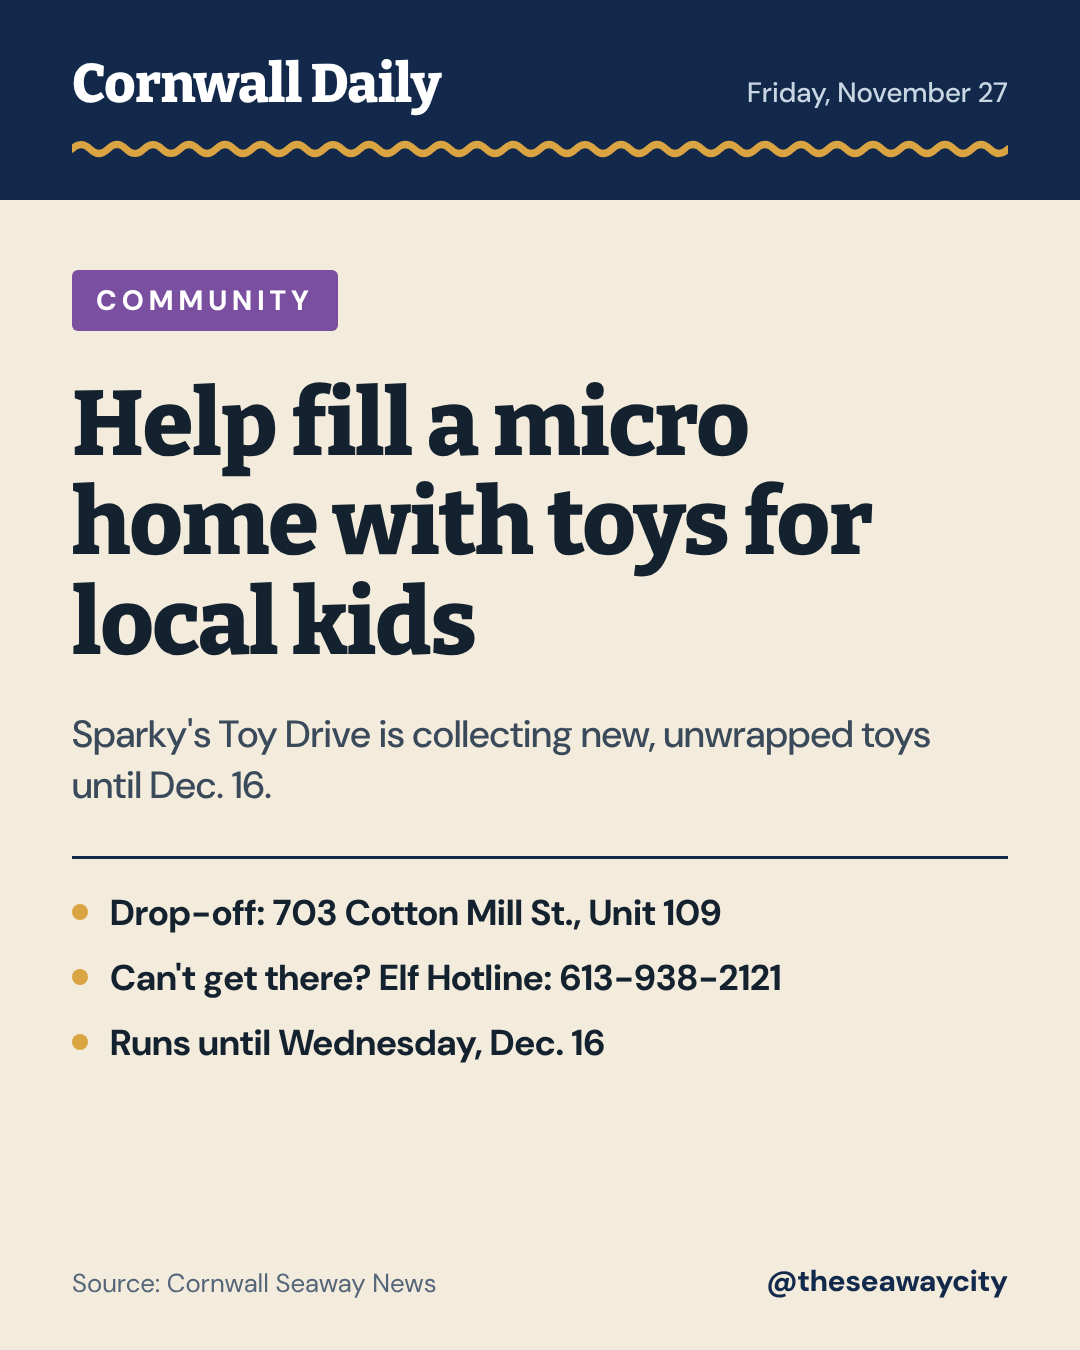 Cornwall Daily
Friday, November 27
COMMUNITY
Help fill a micro
home with toys for
local kids
Sparky's Toy Drive is collecting new, unwrapped toys
until Dec. 16.
Drop-off: 703 Cotton Mill St., Unit 109
Can't get there? Elf Hotline: 613-938-2121
Runs until Wednesday, Dec. 16
Source: Cornwall Seaway News
@theseawaycity